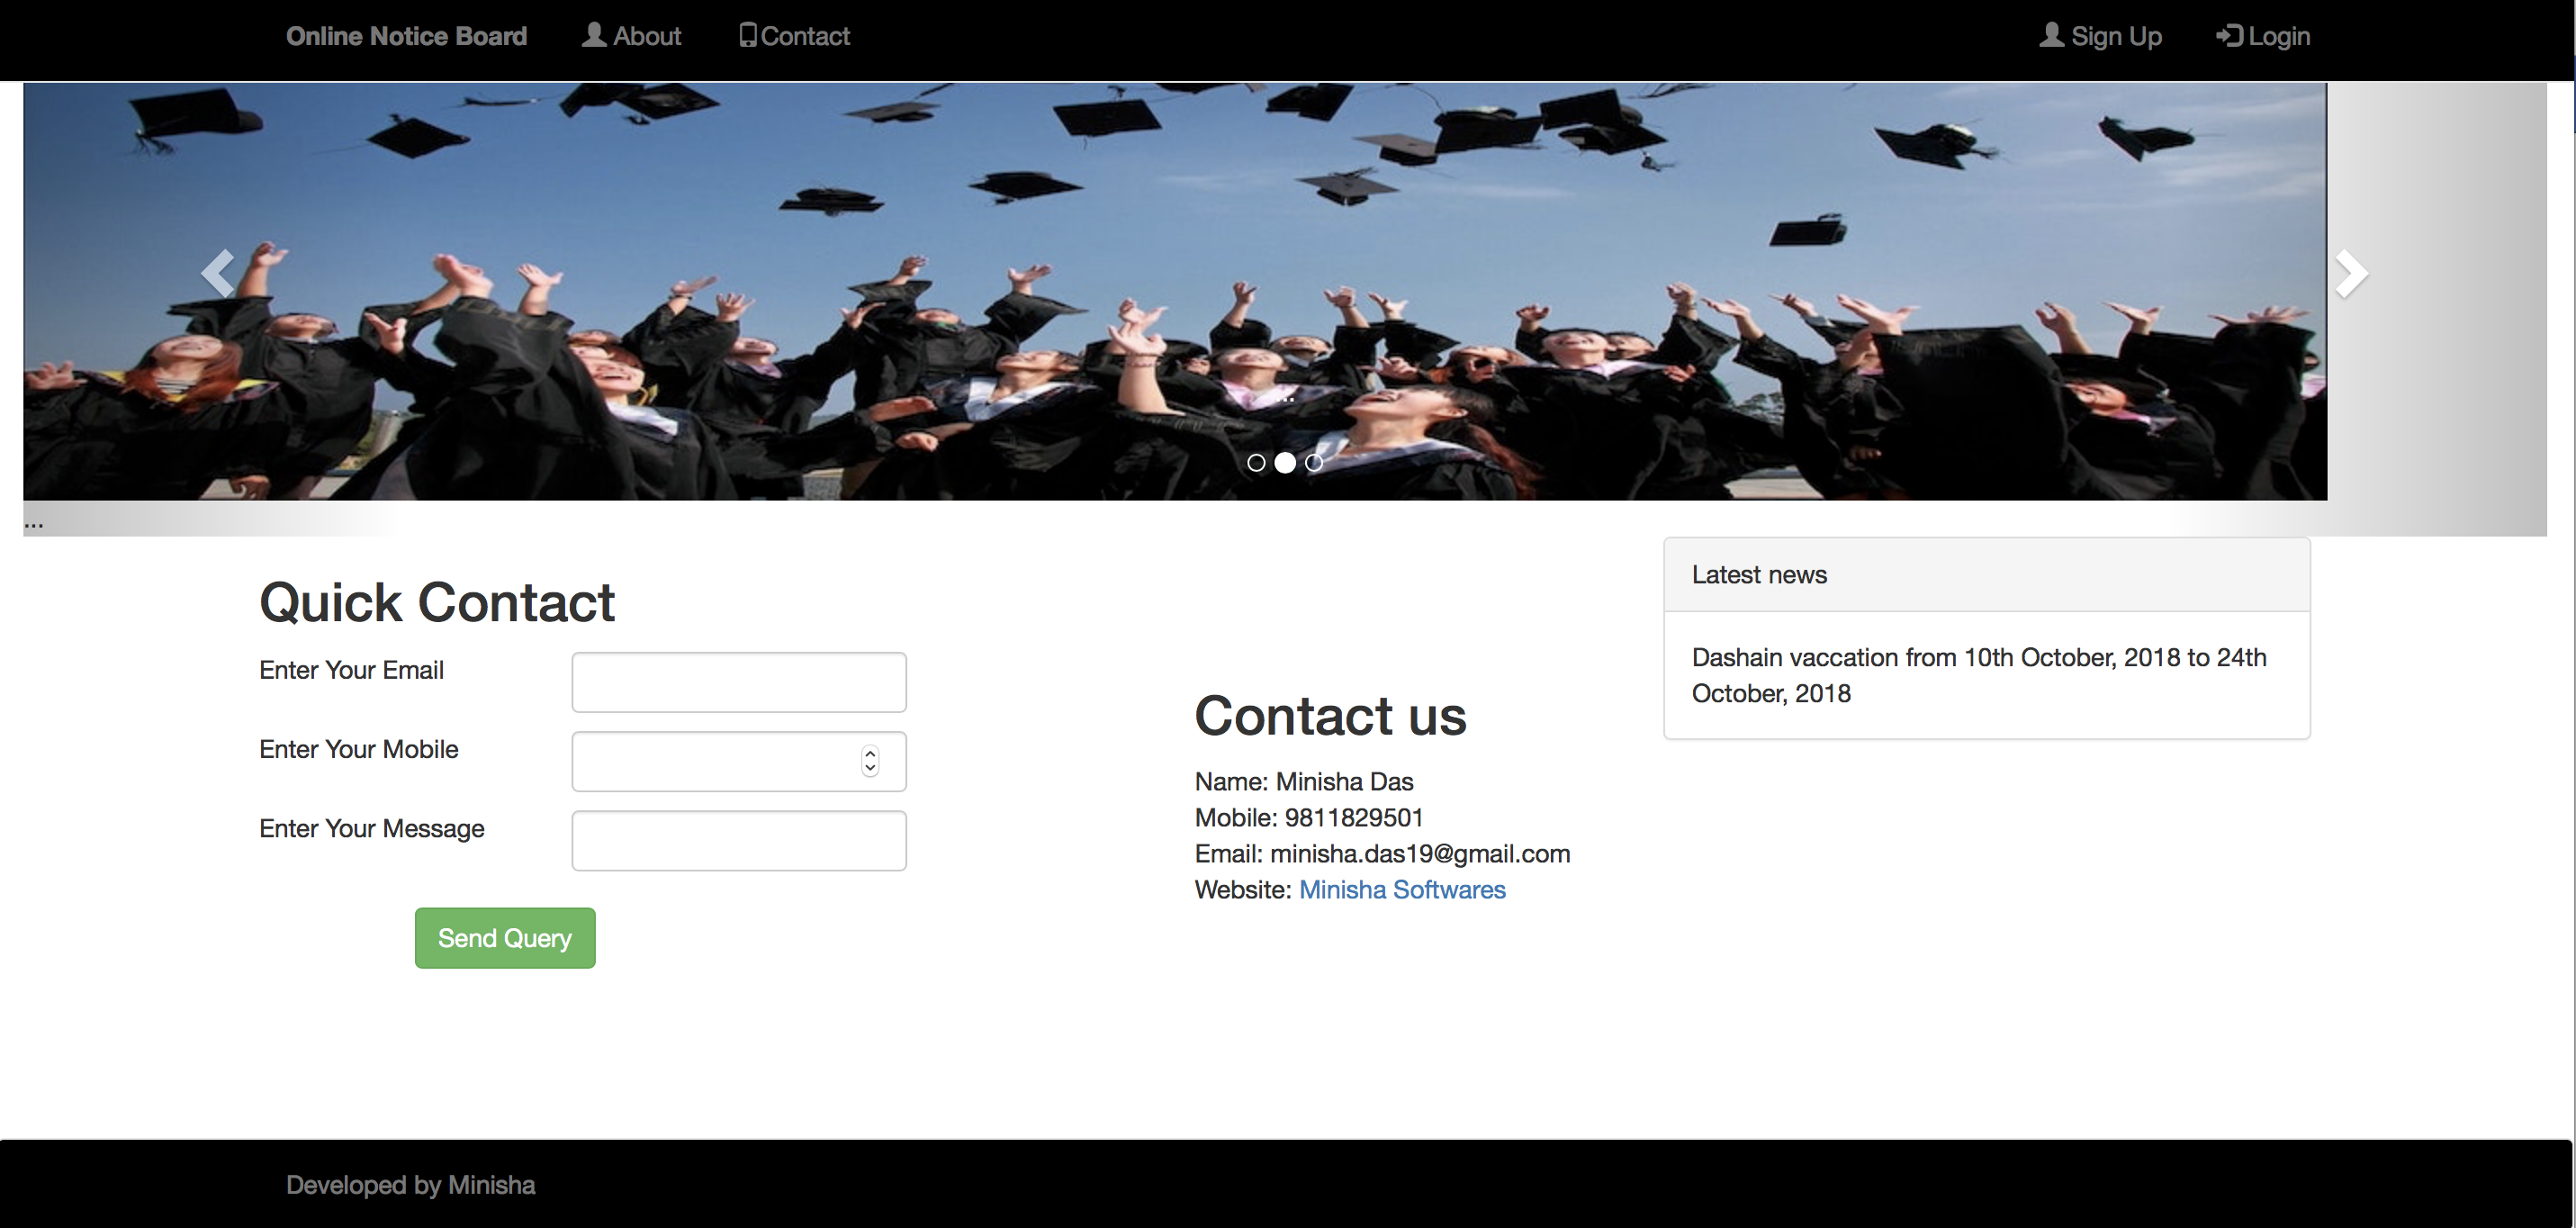 Online Notice Board About Contact Sign Up Login
...
...
Quick Contact
Enter Your Email
Enter Your Mobile
Enter Your Message
Send Query
Contact us
Name: Minisha Das
Mobile: 9811829501
Email: minisha.das19@gmail.com
Website: Minisha Softwares
Latest news
Dashain vaccation from 10th October, 2018 to 24th
October, 2018
Developed by Minisha